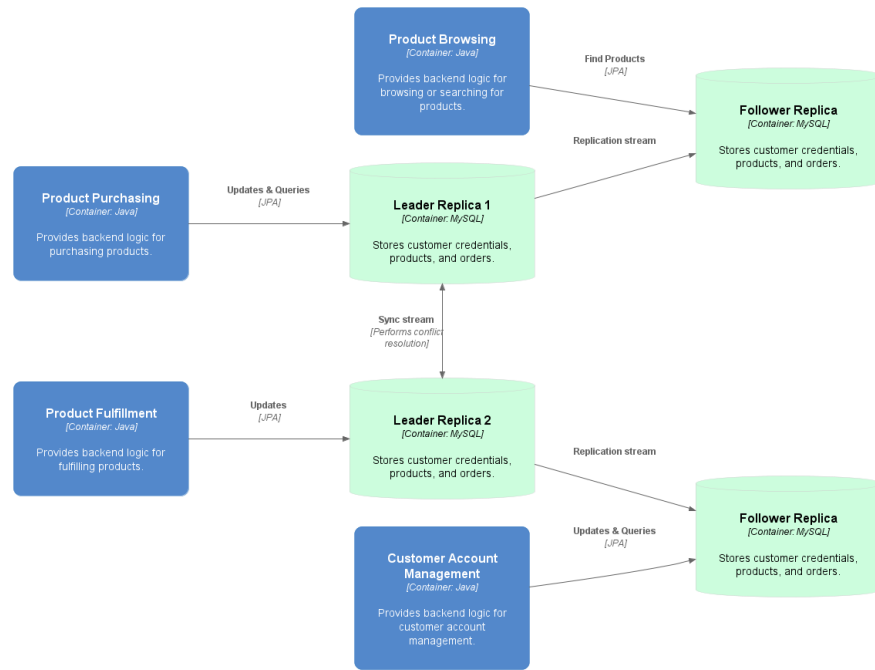 Product Browsing
[Container: Java]
Provides backend logic for
browsing or searching for
products.
Find Products
[JPA]
Follower Replica
[Container: MySQL]
Stores customer credentials,
products, and orders.
Replication stream
Product Purchasing
[Container: Java]
Provides backend logic for
purchasing products.
Updates & Queries
[JPA]
Leader Replica 1
[Container: MySQL]
Stores customer credentials,
products, and orders.
Sync stream
[Performs conflict
resolution]
Product Fulfillment
[Container: Java]
Provides backend logic for
fulfilling products.
Updates
[JPA]
Leader Replica 2
[Container: MySQL]
Stores customer credentials,
products, and orders.
Replication stream
Follower Replica
[Container: MySQL]
Stores customer credentials,
products, and orders.
Updates & Queries
[JPA]
Customer Account
Management
[Container: Java]
Provides backend logic for
customer account
management.